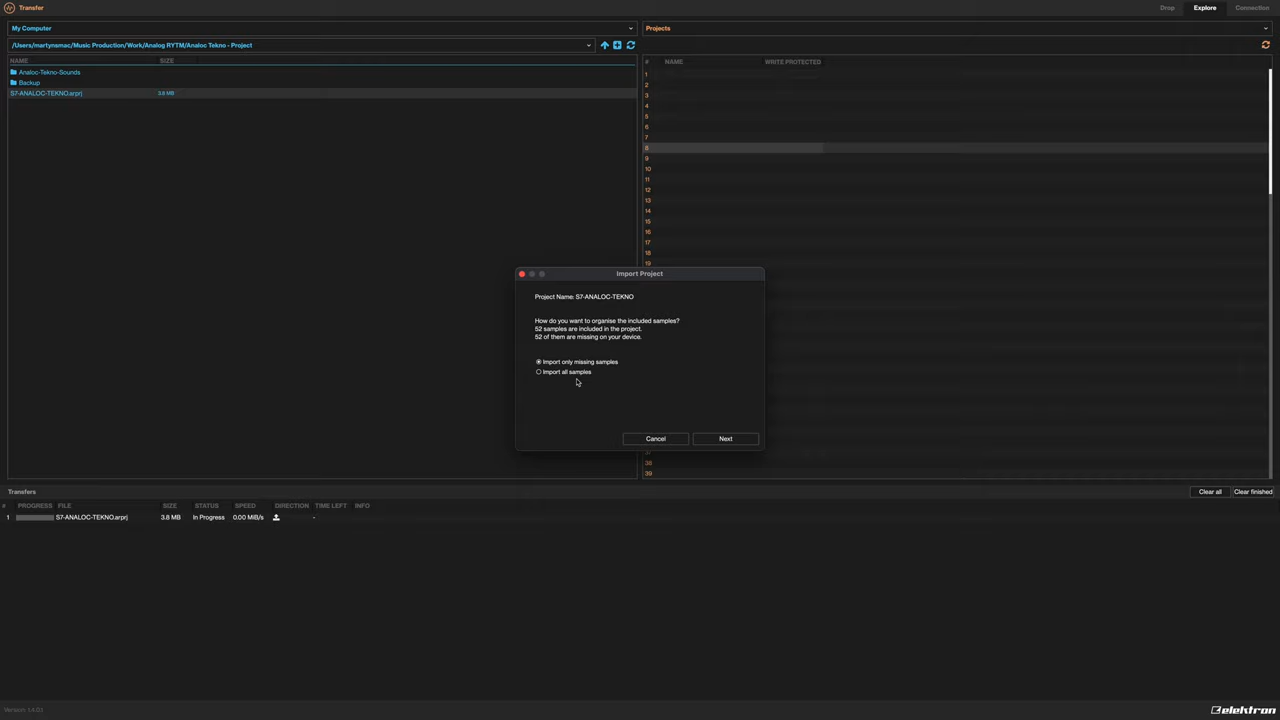 Transfer
Drop Explore Connection
My Computer
Projects
/Users/martynsmac/Music Production/Work/Analog RYTM/Analoc Tekno - Project
NAME SIZE
# NAME WRITE PROTECTED
Analoc-Tekno-Sounds
Backup
S7-ANALOC-TEKNO.arprj 3.8 MB
1
2
3
4
5
6
7
8
9
10
11
12
13
14
15
16
17
18
19
Import Project
Project Name: S7-ANALOC-TEKNO
How do you want to organise the included samples?
52 samples are included in the project.
52 of them are missing on your device.
Import only missing samples
Import all samples
Cancel Next
38
39
Transfers
Clear all Clear finished
# PROGRESS FILE SIZE STATUS SPEED DIRECTION TIME LEFT INFO
1 S7-ANALOC-TEKNO.arprj 3.8 MB In Progress 0.00 MiB/s -
elektron